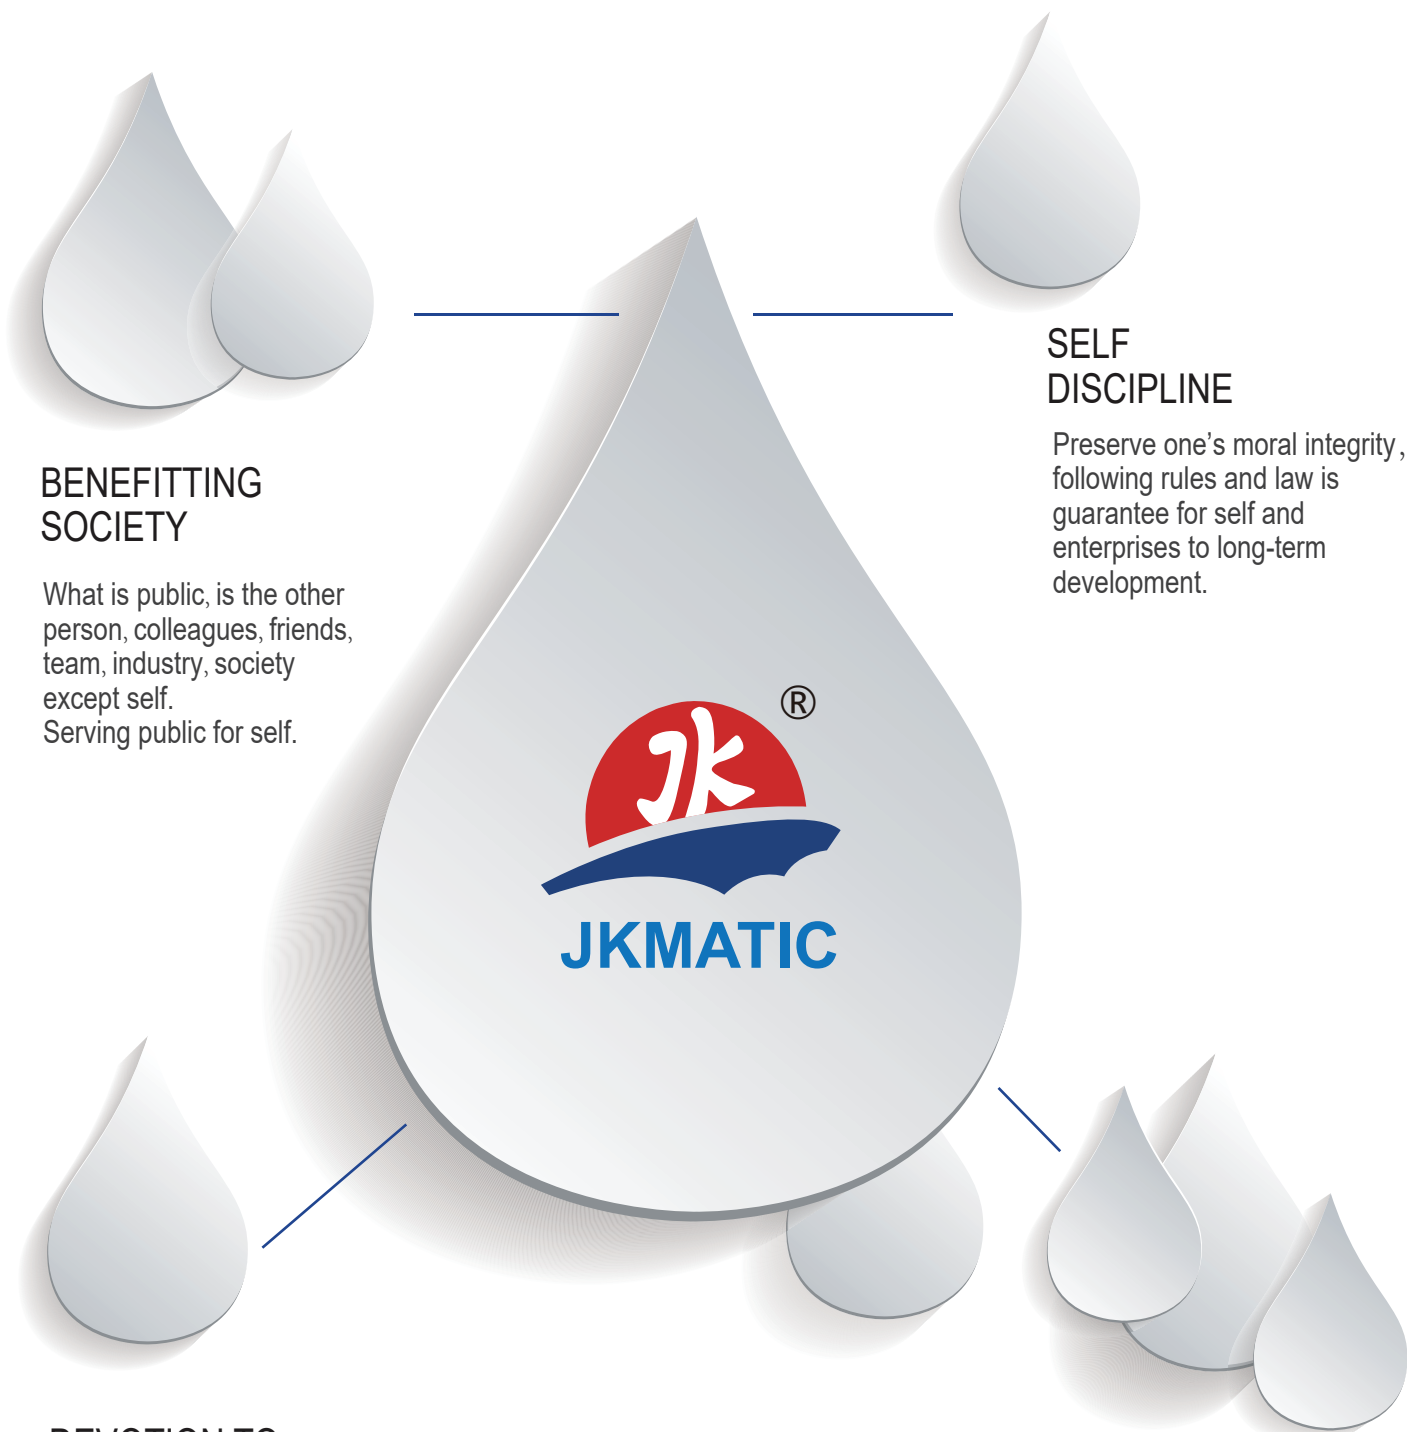 SELF
DISCIPLINE
Preserve one’s moral integrity,
following rules and law is
guarantee for self and
enterprises to long-term
development.
BENEFITTING
SOCIETY
What is public, is the other
person, colleagues, friends,
team, industry, society
except self.
Serving public for self.
JK
®
JKMATIC
DEVOTION TO